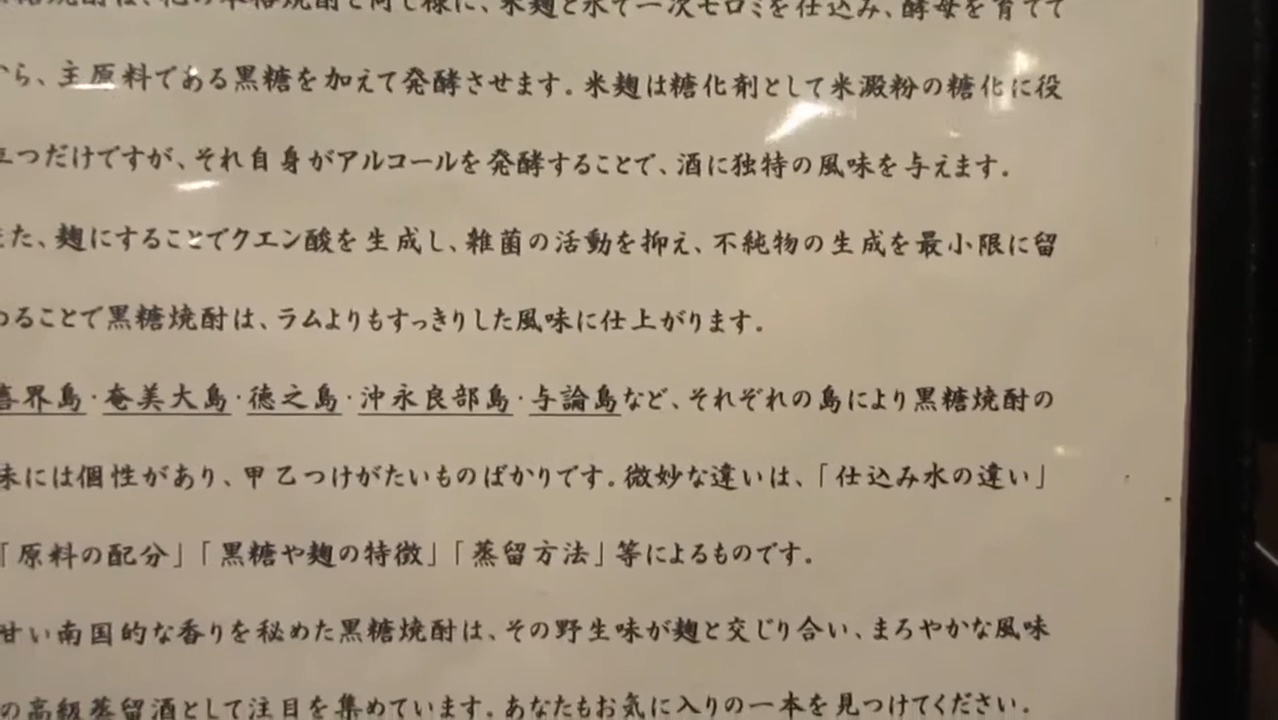 糖焼酎は、他の本格焼酎と同じ様に、米麹と水で一次モロミを仕込み、酵母を育てて
から、主原料である黒糖を加えて発酵させます。米麹は糖化剤として米澱粉の糖化に役
立つだけですが、それ自身がアルコールを発酵することで、酒に独特の風味を与えます。
また、麹にすることでクエン酸を生成し、雑菌の活動を抑え、不純物の生成を最小限に留
めることで黒糖焼酎は、ラムよりもすっきりした風味に仕上がります。
喜界島・奄美大島・徳之島・沖永良部島・与論島など、それぞれの島により黒糖焼酎の
味には個性があり、甲乙つけがたいものばかりです。微妙な違いは、「仕込み水の違い」
「原料の配分」「黒糖や麹の特徴」「蒸留方法」等によるものです。
甘い南国的な香りを秘めた黒糖焼酎は、その野生味が麹と交じり合い、まろやかな風味
の高級蒸留酒として注目を集めています。あなたもお気に入りの一本を見つけてください。